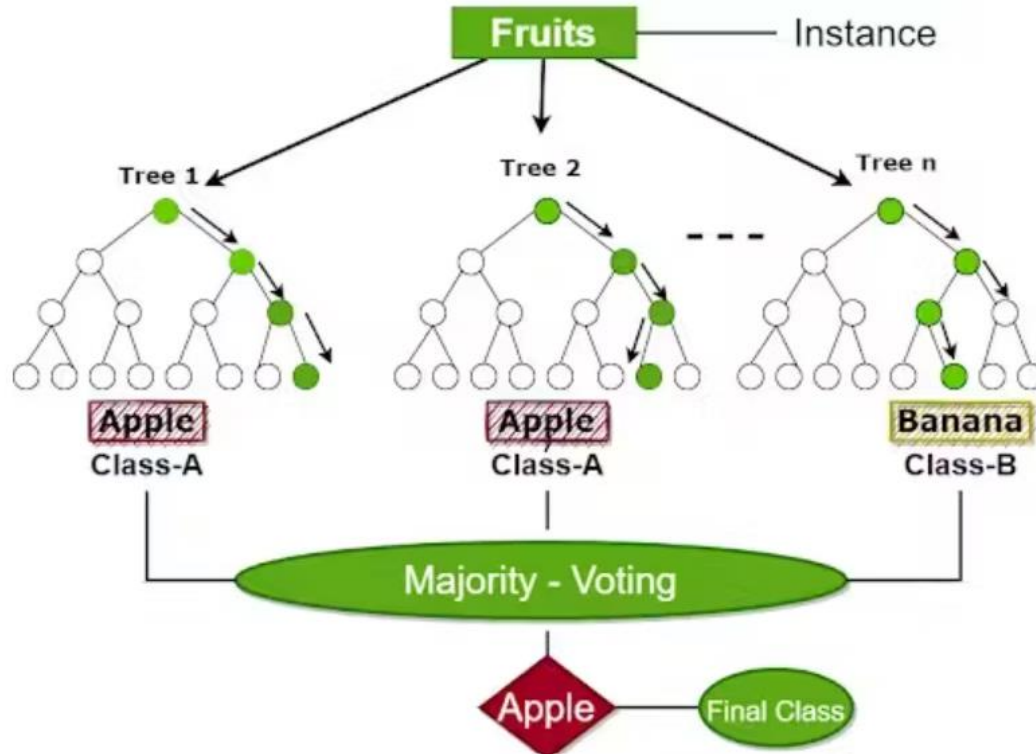 Fruits
Instance
Tree 1
Tree 2
Tree n
Apple
Apple
Banana
Class-A
Class-A
Class-B
Majority - Voting
Apple
Final Class